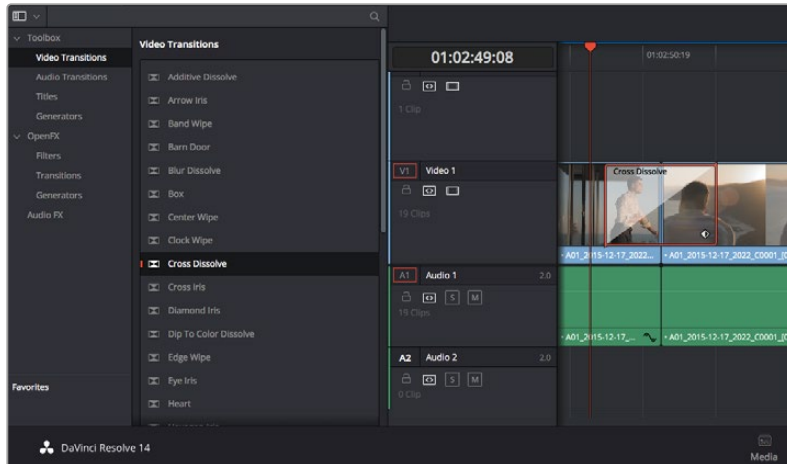 Toolbox
Video Transitions
Audio Transitions
Titles
Generators
OpenFX
Filters
Transitions
Generators
Audio FX
Favorites
Video Transitions
Additive Dissolve
Arrow Iris
Band Wipe
Barn Door
Blur Dissolve
Box
Center Wipe
Clock Wipe
Cross Dissolve
Cross Iris
Diamond Iris
Dip To Color Dissolve
Edge Wipe
Eye Iris
Heart
01:02:49:08
01:02:50:19
1 Clip
V1 Video 1
19 Clips
Cross Dissolve
A01_2015-12-17_2022... A01_2015-12-17_2022_C0001_[0
A1 Audio 1 2.0
S M
19 Clips
A01_2015-12-17_... A01_2015-12-17_2022_C0001_[0
A2 Audio 2 2.0
S M
0 Clip
DaVinci Resolve 14
Media